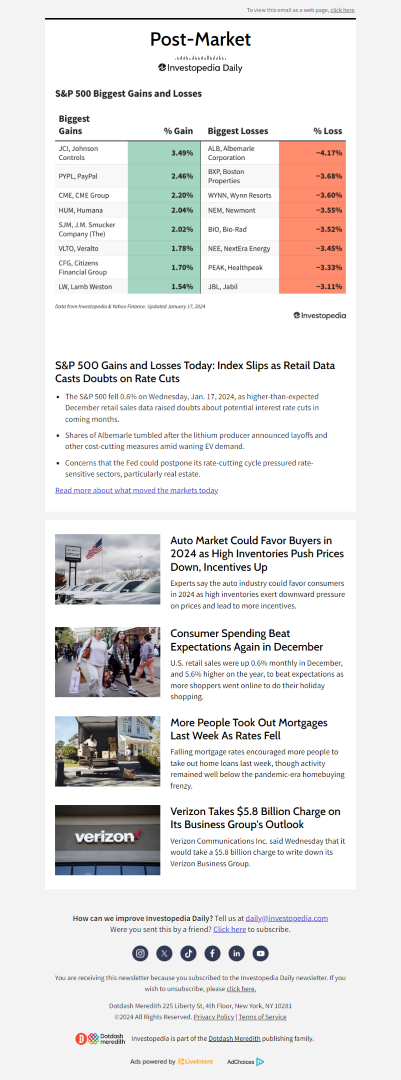 To view this email as a web page, click here.
Post-Market
Investopedia Daily
S&P 500 Biggest Gains and Losses
Biggest Gains % Gain Biggest Losses % Loss
JCI, Johnson Controls 3.49% ALB, Albemarle Corporation −4.17%
PYPL, PayPal 2.46% BXP, Boston Properties −3.68%
CME, CME Group 2.20% WYNN, Wynn Resorts −3.60%
HUM, Humana 2.04% NEM, Newmont −3.55%
SJM, J.M. Smucker Company (The) 2.02% BIO, Bio-Rad −3.52%
VLTO, Veralto 1.78% NEE, NextEra Energy −3.45%
CFG, Citizens Financial Group 1.70% PEAK, Healthpeak −3.33%
LW, Lamb Weston 1.54% JBL, Jabil −3.11%
Data from Investopedia & Yahoo Finance. Updated January 17, 2024
Investopedia
S&P 500 Gains and Losses Today: Index Slips as Retail Data
Casts Doubts on Rate Cuts
• The S&P 500 fell 0.6% on Wednesday, Jan. 17, 2024, as higher-than-expected
December retail sales data raised doubts about potential interest rate cuts in
coming months.
• Shares of Albemarle tumbled after the lithium producer announced layoffs and
other cost-cutting measures amid waning EV demand.
• Concerns that the Fed could postpone its rate-cutting cycle pressured rate-
sensitive sectors, particularly real estate.
Read more about what moved the markets today
Auto Market Could Favor Buyers in
2024 as High Inventories Push Prices
Down, Incentives Up
Experts say the auto industry could favor consumers
in 2024 as high inventories exert downward pressure
on prices and lead to more incentives.
Consumer Spending Beat
Expectations Again in December
U.S. retail sales were up 0.6% monthly in December,
and 5.6% higher on the year, to beat expectations as
more shoppers went online to do their holiday
shopping.
More People Took Out Mortgages
Last Week As Rates Fell
Falling mortgage rates encouraged more people to
take out home loans last week, though activity
remained well below the pandemic-era homebuying
frenzy.
verizon
Verizon Takes $5.8 Billion Charge on
Its Business Group's Outlook
Verizon Communications Inc. said Wednesday that it
would take a $5.8 billion charge to write down its
Verizon Business Group.
How can we improve Investopedia Daily? Tell us at daily@investopedia.com
Were you sent this by a friend? Click here to subscribe.
You are receiving this newsletter because you subscribed to the Investopedia Daily newsletter. If you
wish to unsubscribe, please click here.
Dotdash Meredith 225 Liberty St, 4th Floor, New York, NY 10281
©2024 All Rights Reserved. Privacy Policy | Terms of Service
Dotdash
meredith
Investopedia is part of the Dotdash Meredith publishing family.
Ads powered by LiveIntent AdChoices